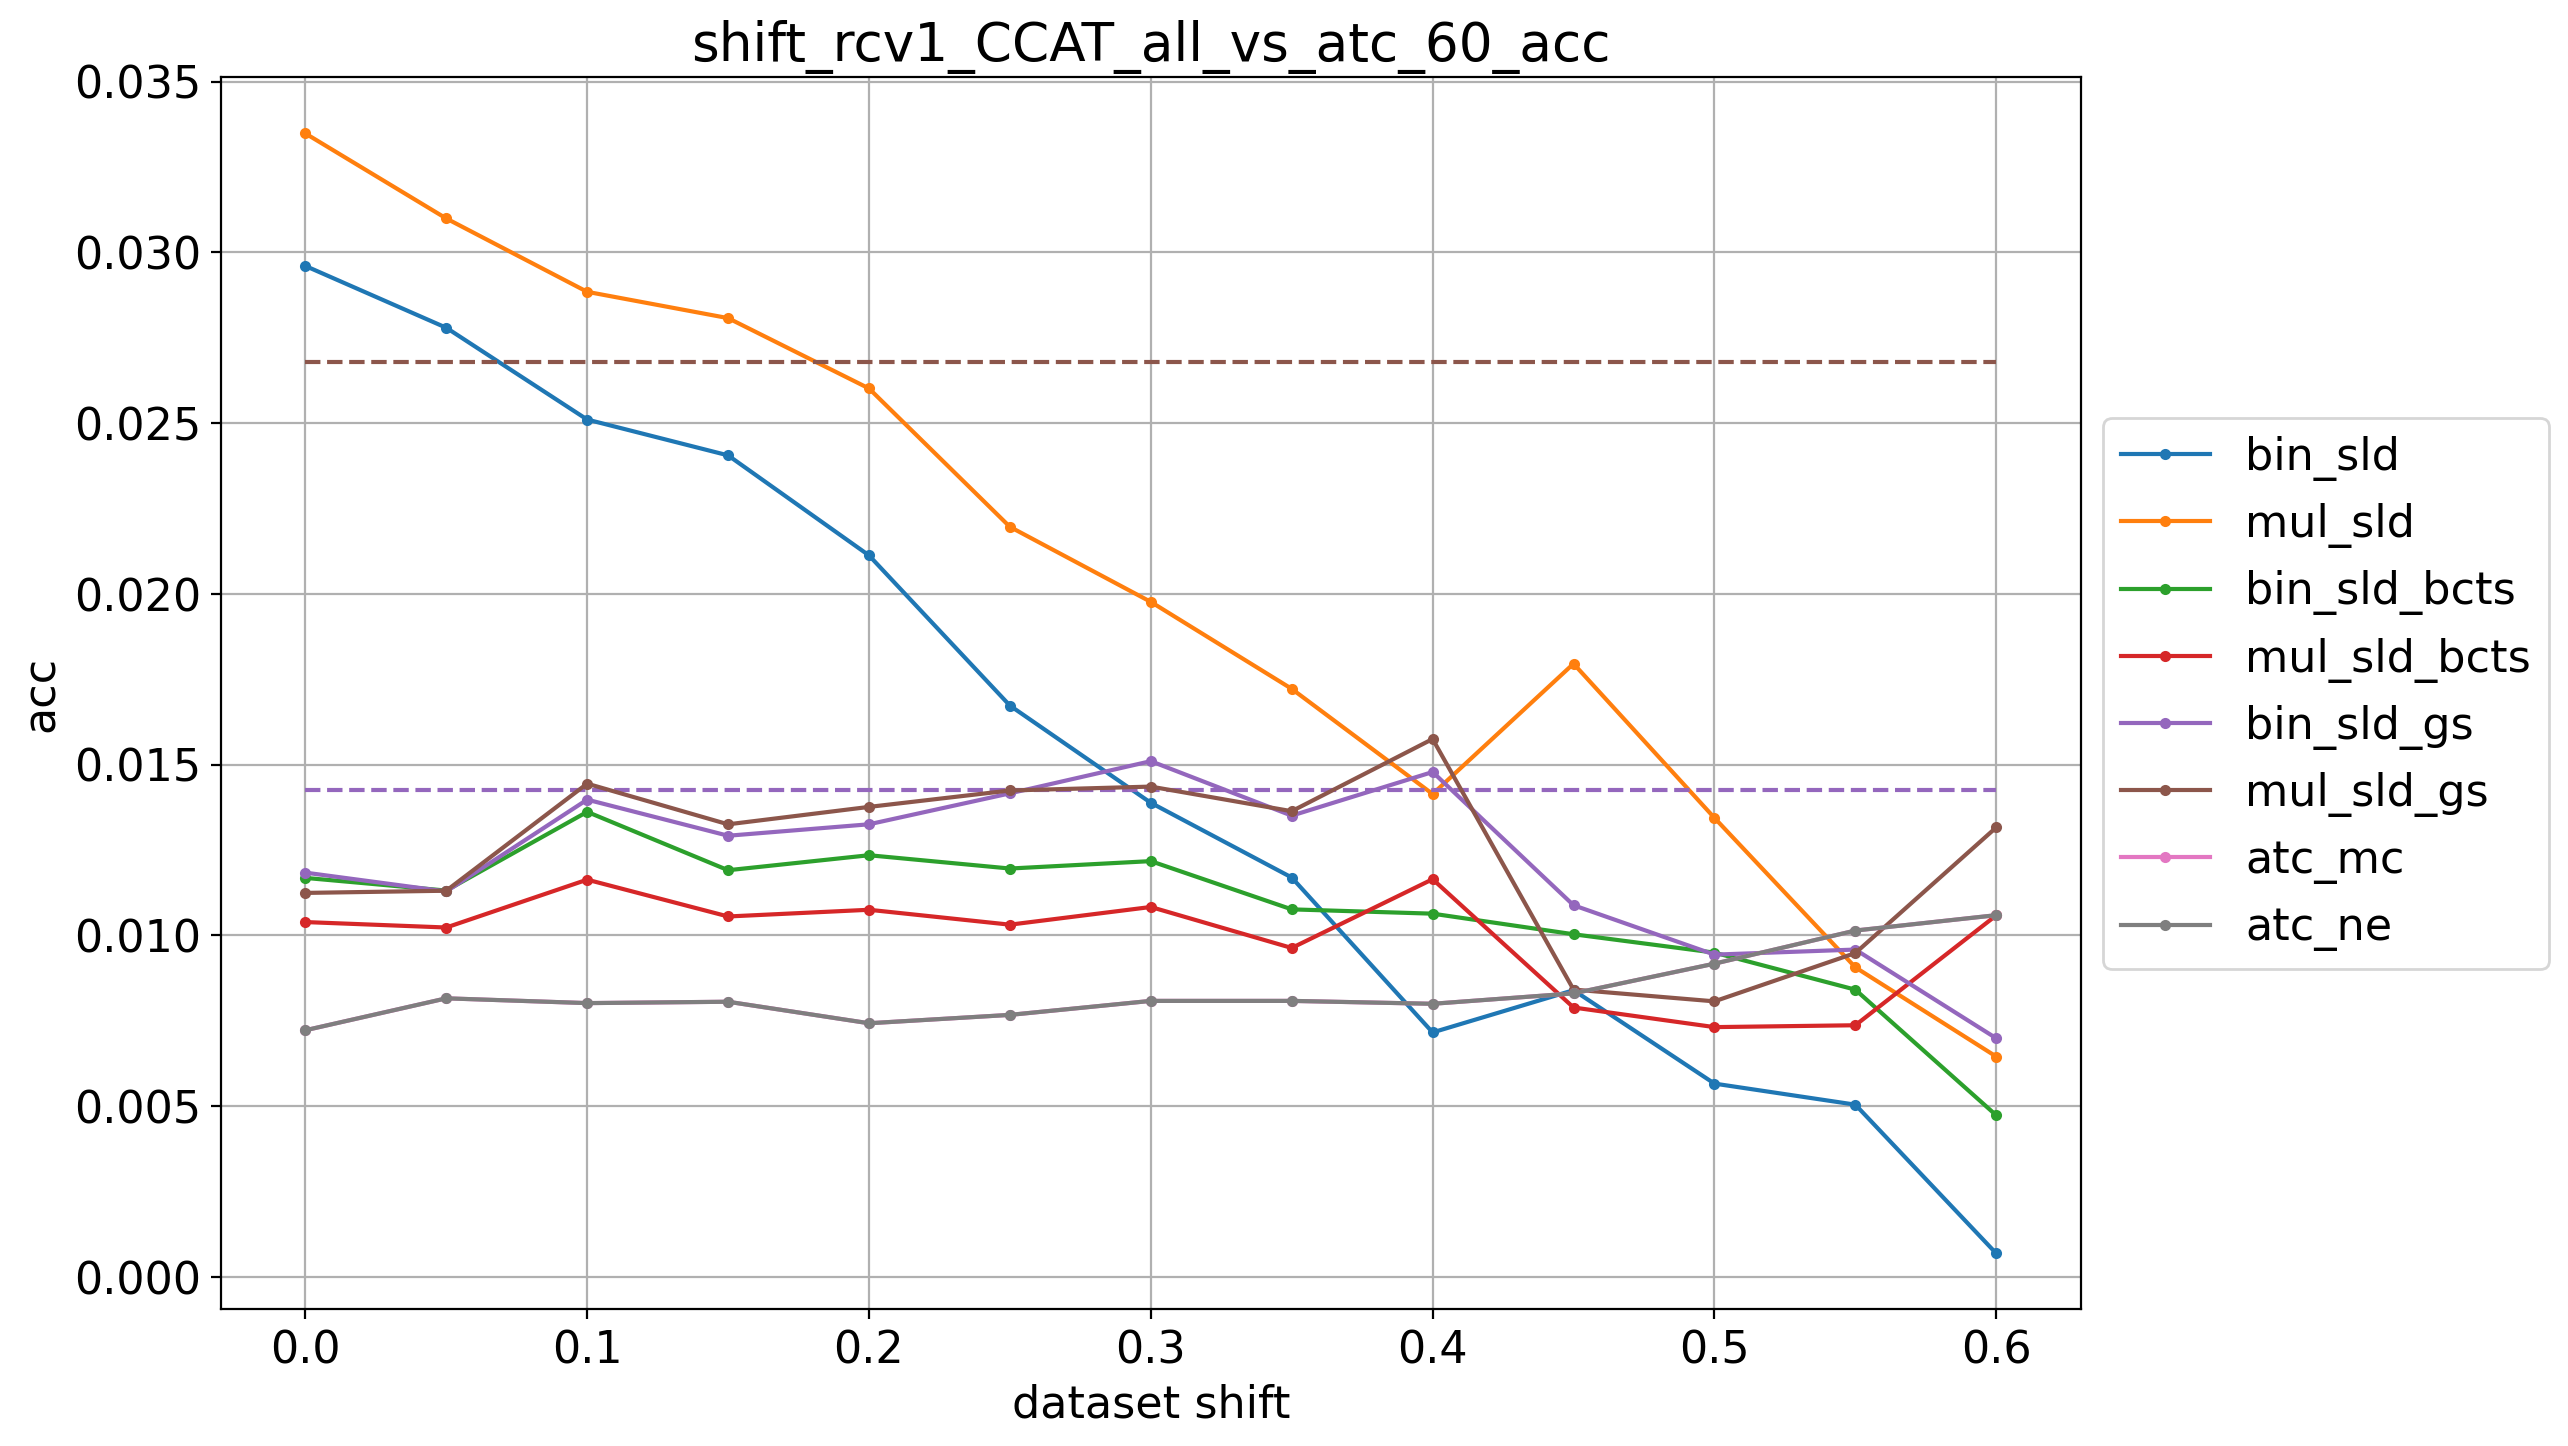 shift_rcv1_CCAT_all_vs_atc_60_acc
0.035
0.030
0.025
0.020
0.015
0.010
0.005
0.000
acc
0.0 0.1 0.2 0.3 0.4 0.5 0.6
dataset shift
bin_sld
mul_sld
bin_sld_bcts
mul_sld_bcts
bin_sld_gs
mul_sld_gs
atc_mc
atc_ne